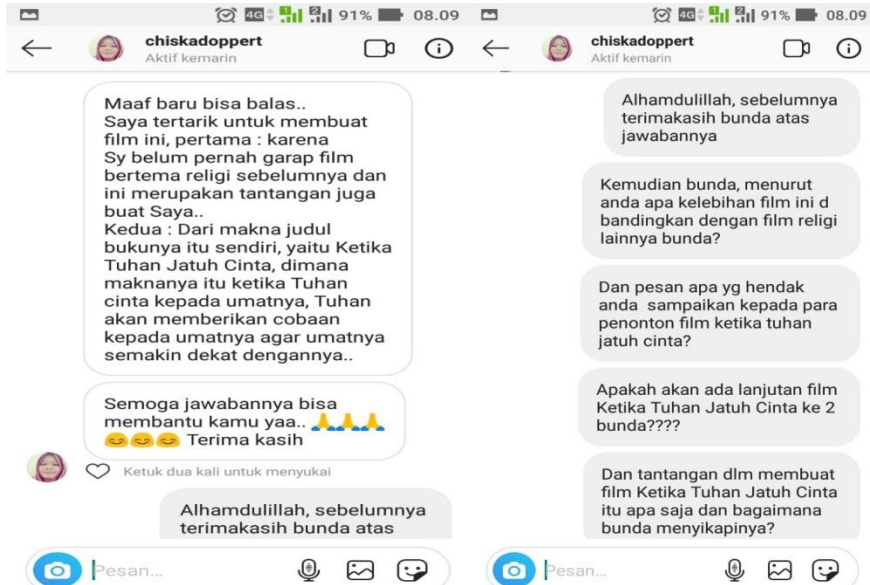 4G 1 2 91% 08.09
chiskadoppert
Aktif kemarin
Maaf baru bisa balas..
Saya tertarik untuk membuat
film ini, pertama : karena
Sy belum pernah garap film
bertema religi sebelumnya dan
ini merupakan tantangan juga
buat Saya..
Kedua : Dari makna judul
bukunya itu sendiri, yaitu Ketika
Tuhan Jatuh Cinta, dimana
maknanya itu ketika Tuhan
cinta kepada umatnya, Tuhan
akan memberikan cobaan
kepada umatnya agar umatnya
semakin dekat dengannya..
Semoga jawabannya bisa
membantu kamu yaa.. 🙏🙏🙏
😊😊😊 Terima kasih
Ketuk dua kali untuk menyukai
Alhamdulillah, sebelumnya
terimakasih bunda atas
Pesan...
4G 1 2 91% 08.09
chiskadoppert
Aktif kemarin
Alhamdulillah, sebelumnya
terimakasih bunda atas
jawabannya
Kemudian bunda, menurut
anda apa kelebihan film ini d
bandingkan dengan film religi
lainnya bunda?
Dan pesan apa yg hendak
anda sampaikan kepada para
penonton film ketika tuhan
jatuh cinta?
Apakah akan ada lanjutan film
Ketika Tuhan Jatuh Cinta ke 2
bunda????
Dan tantangan dlm membuat
film Ketika Tuhan Jatuh Cinta
itu apa saja dan bagaimana
bunda menyikapinya?
Pesan...